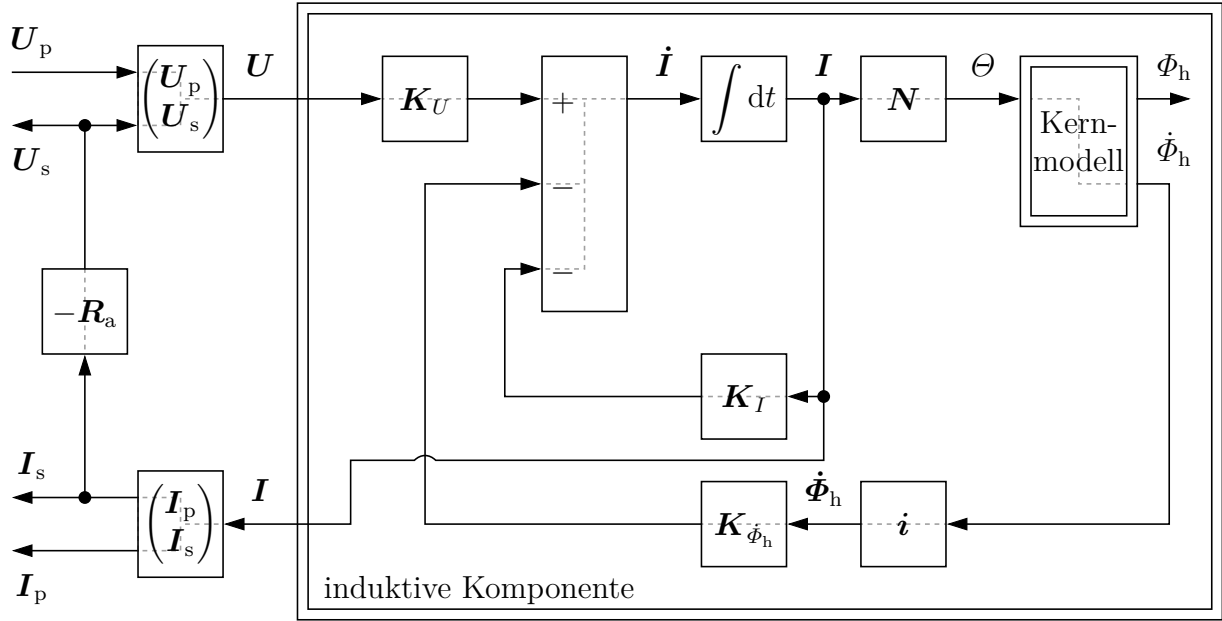 U_p
(U_p U_s)
U
K_U
+
−
−
İ
∫ dt
I
N
Θ
Kern-
modell
Φ_h
Φ̇_h
U_s
−R_a
K_I
I_s
(I_p I_s)
I
K_Φ̇_h
Φ̇_h
i
I_p
induktive Komponente